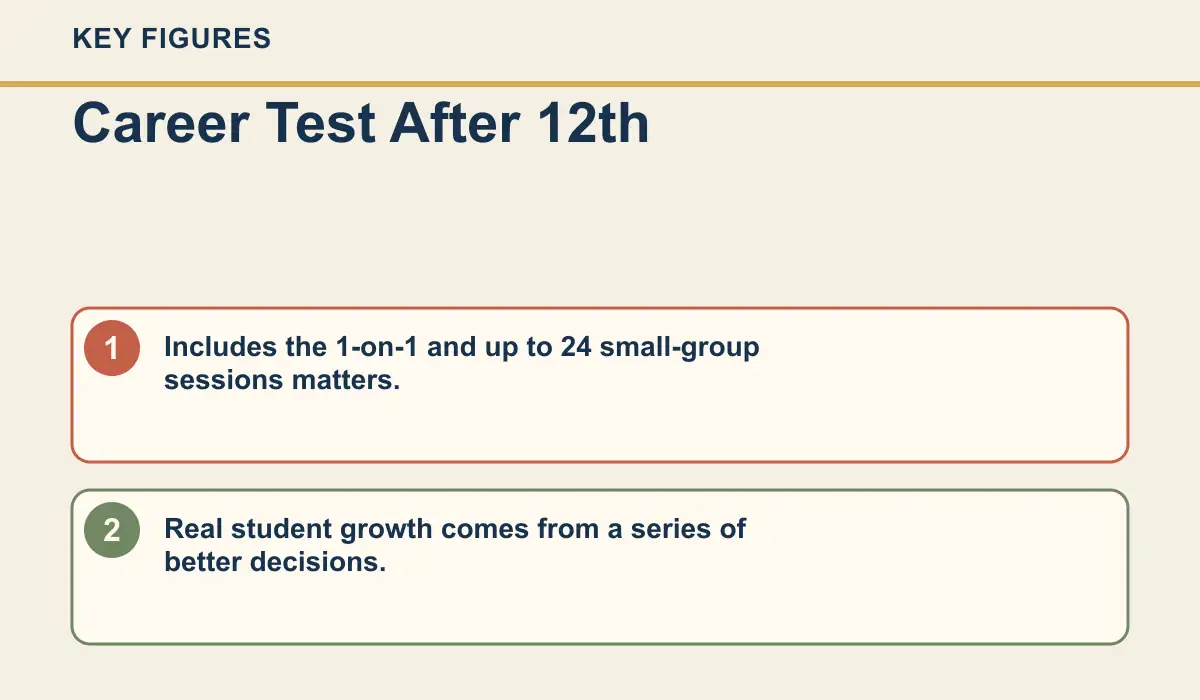 KEY FIGURES
Career Test After 12th
1
Includes the 1-on-1 and up to 24 small-group
sessions matters.
2
Real student growth comes from a series of
better decisions.